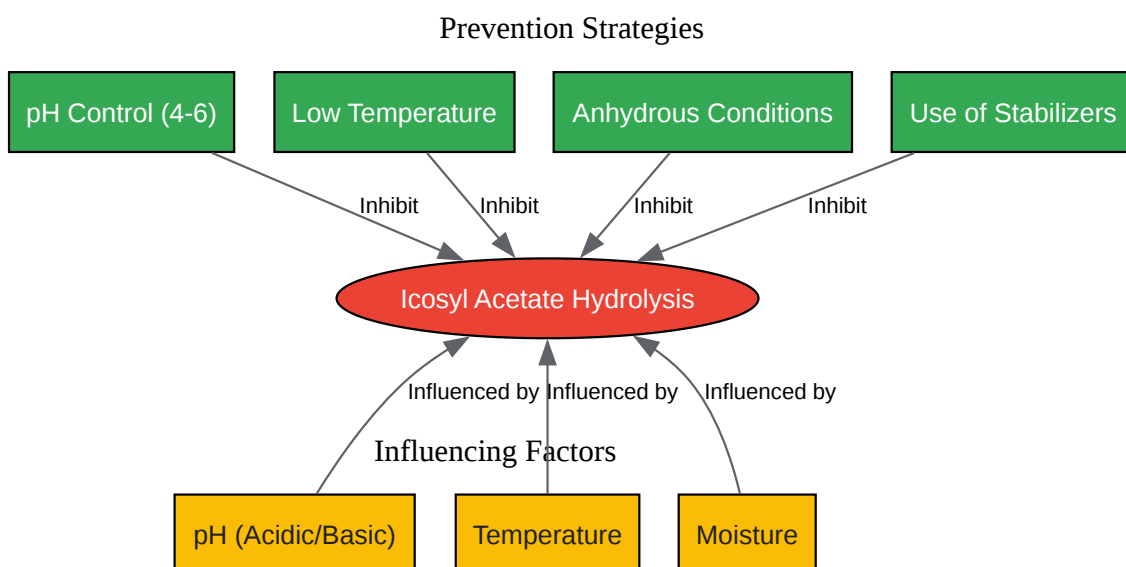 Prevention Strategies
pH Control (4-6)
Low Temperature
Anhydrous Conditions
Use of Stabilizers
Inhibit
Inhibit
Inhibit
Inhibit
Icosyl Acetate Hydrolysis
Influenced by
Influenced by
Influenced by
Influencing Factors
pH (Acidic/Basic)
Temperature
Moisture